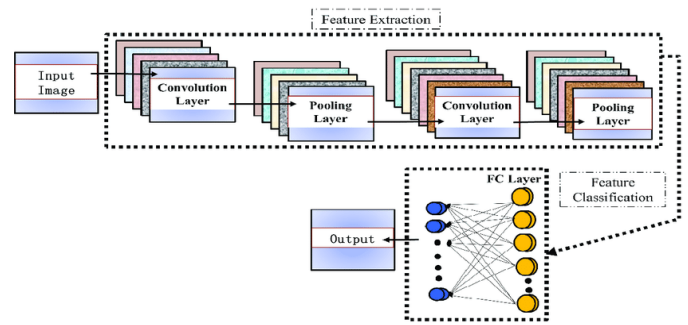 Feature Extraction
Input
Image
Convolution
Layer
Pooling
Layer
Convolution
Layer
Pooling
Layer
FC Layer
Feature
Classification
Output